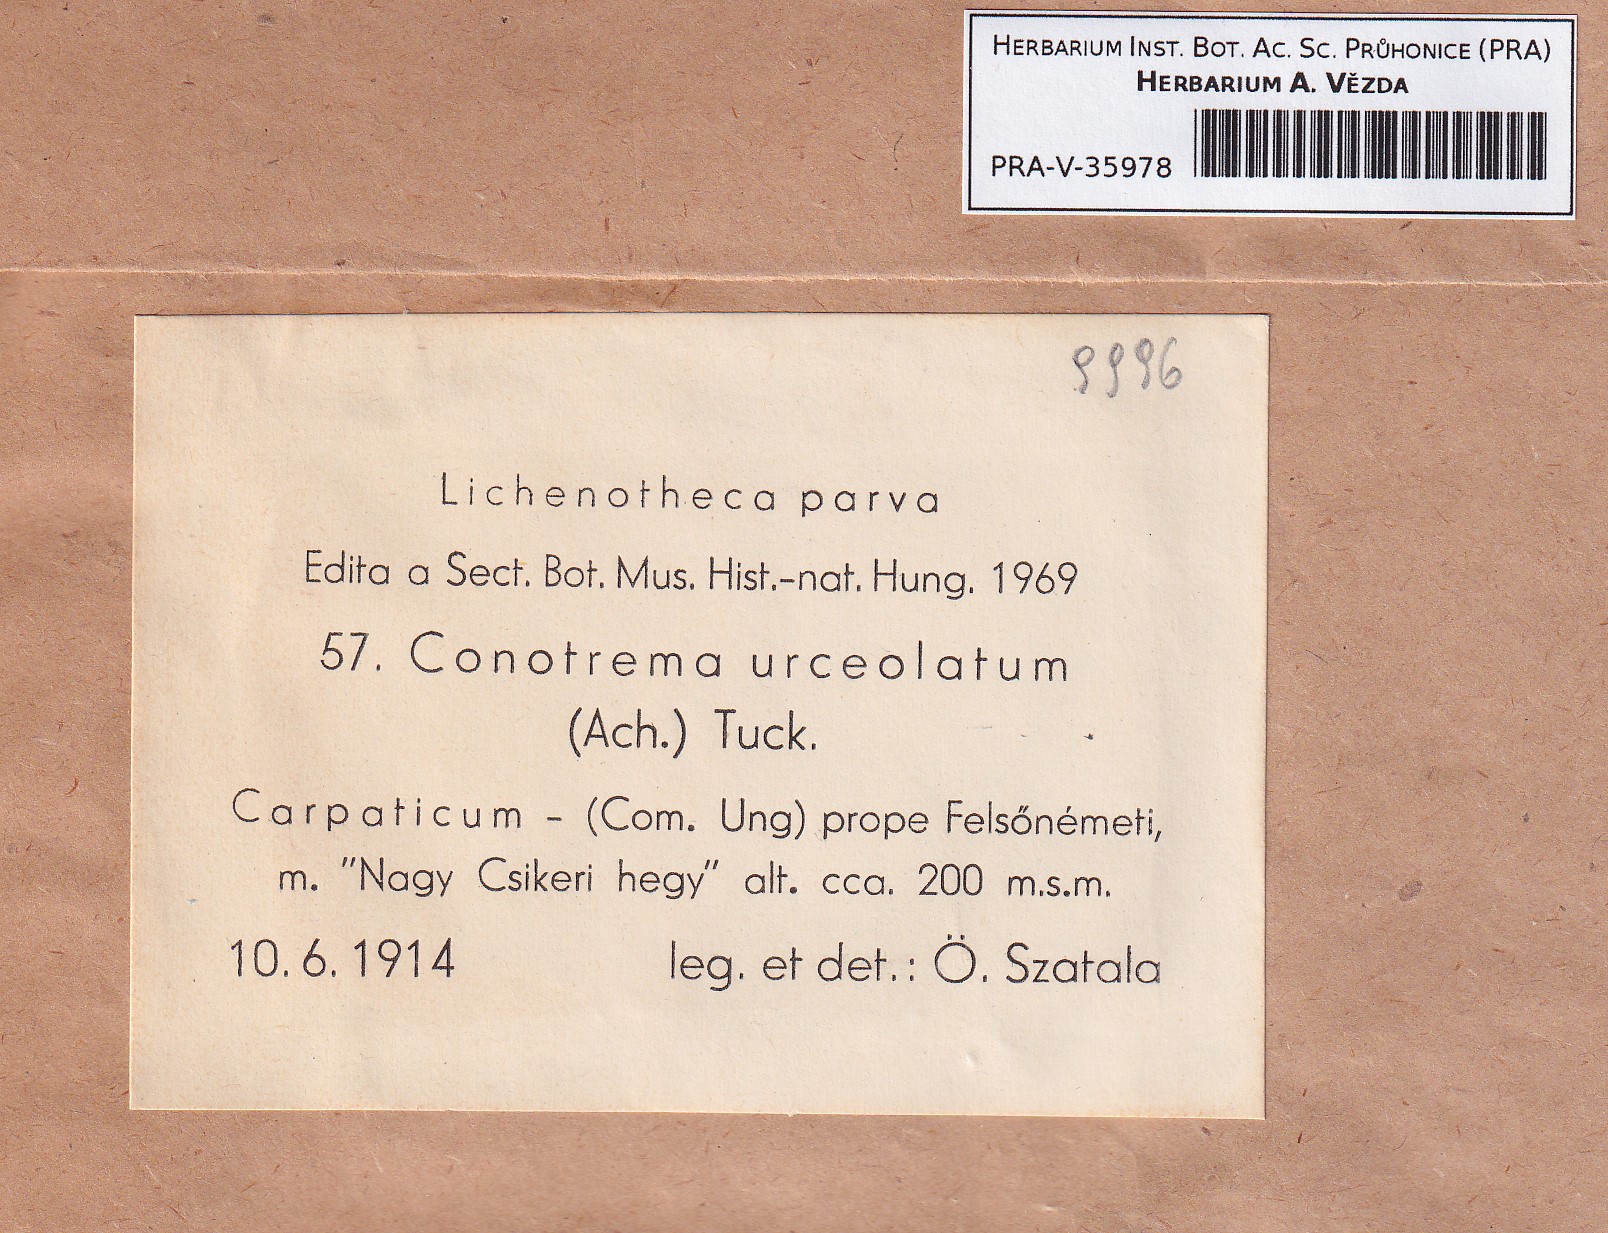 HERBARIUM INST. BOT. AC. SC. PRŮHONICE (PRA)
HERBARIUM A. VĚZDA
PRA-V-35978
9996
Lichenotheca parva
Edita a Sect. Bot. Mus. Hist.-nat. Hung. 1969
57. Conotrema urceolatum
(Ach.) Tuck.
Carpaticum - (Com. Ung) prope Felsőnémeti,
m. "Nagy Csikeri hegy" alt. cca. 200 m.s.m.
10.6.1914 leg. et det.: Ö. Szatala